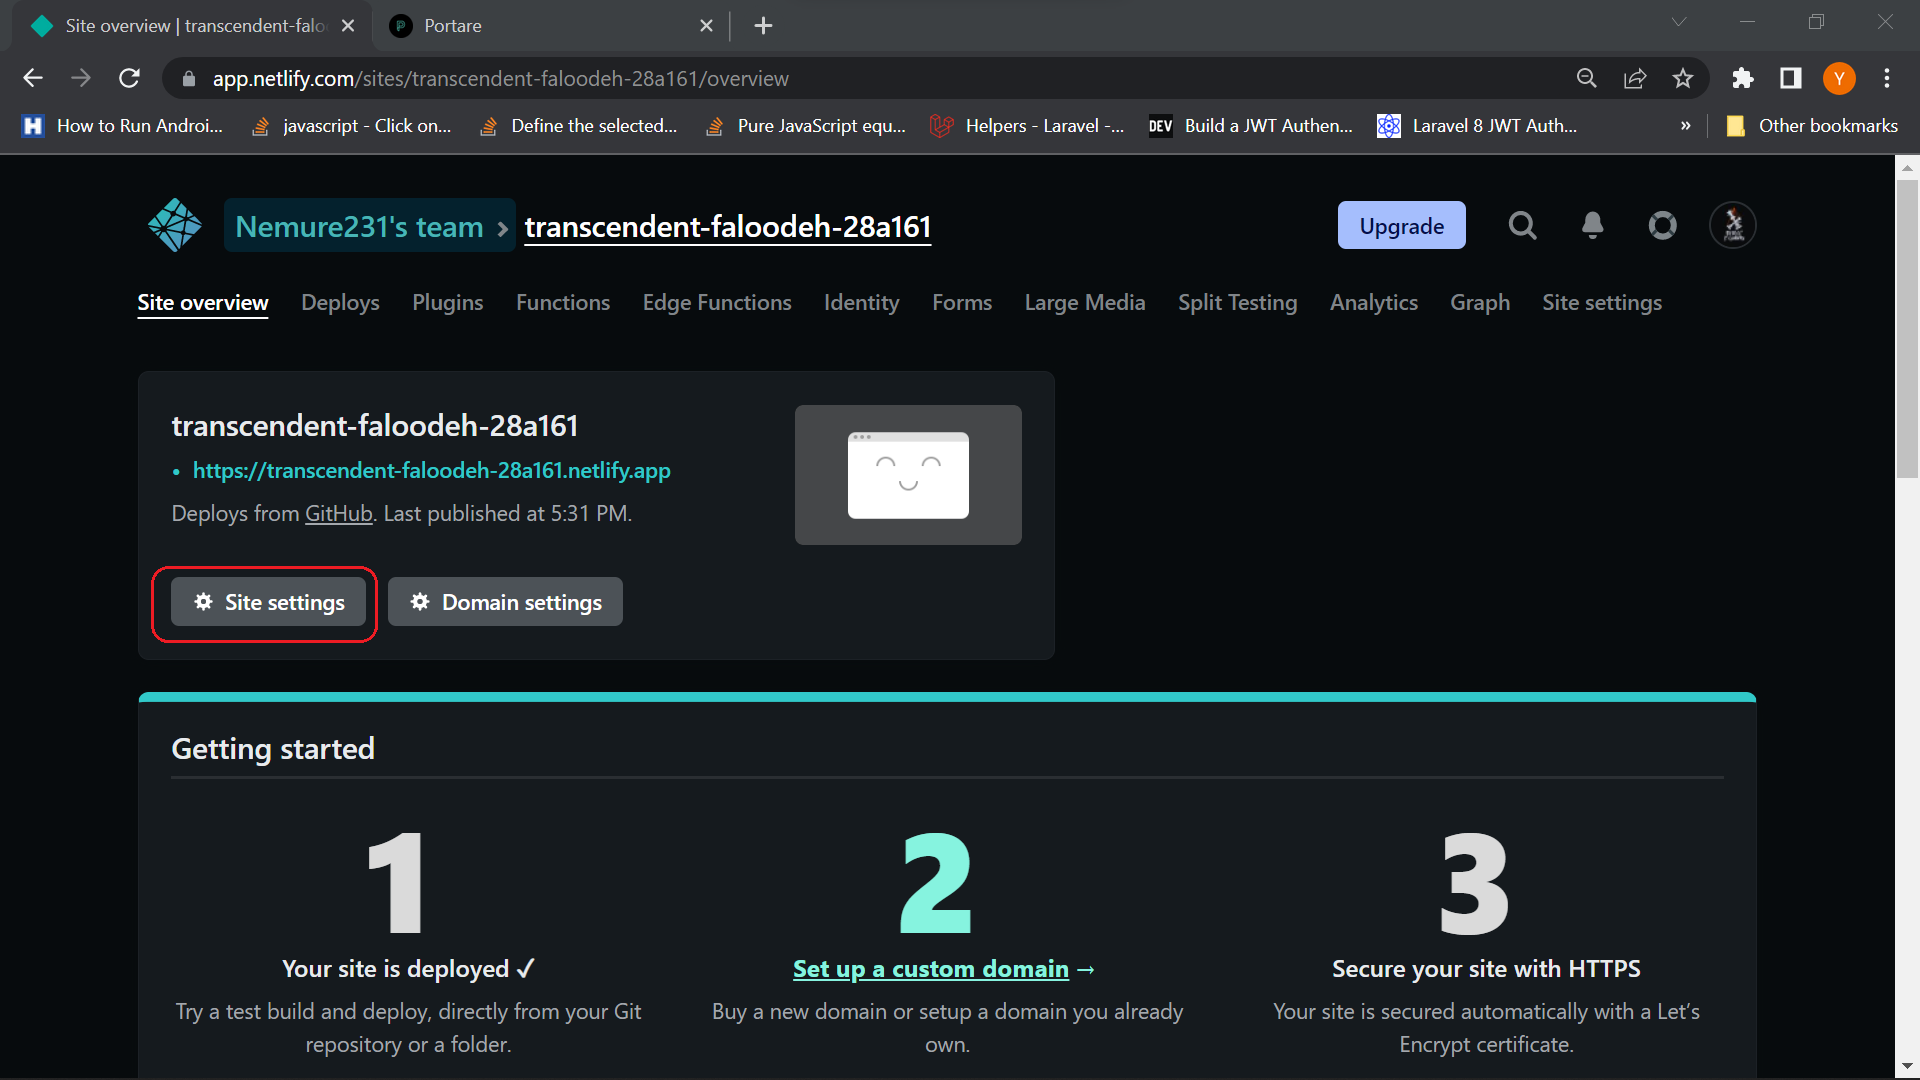 Site overview | transcendent-falo
Portare
app.netlify.com/sites/transcendent-faloodeh-28a161/overview
Y
How to Run Androi...
javascript - Click on...
Define the selected...
Pure JavaScript equ...
Helpers - Laravel -...
DEV Build a JWT Authen...
Laravel 8 JWT Auth...
»
Other bookmarks
Nemure231's team > transcendent-faloodeh-28a161
Upgrade
Site overview Deploys Plugins Functions Edge Functions Identity Forms Large Media Split Testing Analytics Graph Site settings
transcendent-faloodeh-28a161
• https://transcendent-faloodeh-28a161.netlify.app
Deploys from GitHub. Last published at 5:31 PM.
Site settings
Domain settings
Getting started
1
Your site is deployed ✓
Try a test build and deploy, directly from your Git
repository or a folder.
2
Set up a custom domain →
Buy a new domain or setup a domain you already
own.
3
Secure your site with HTTPS
Your site is secured automatically with a Let’s
Encrypt certificate.